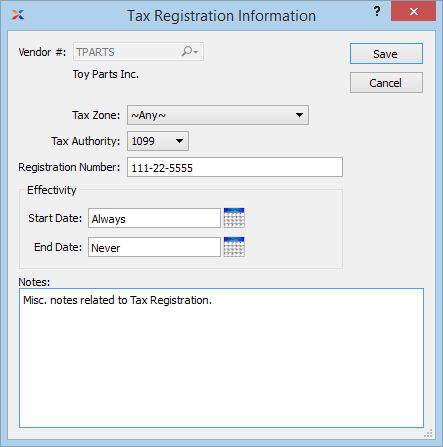 Tax Registration Information
?
Vendor #: TPARTS
Save
Toy Parts Inc.
Cancel
Tax Zone: ~Any~
Tax Authority: 1099
Registration Number: 111-22-5555
Effectivity
Start Date: Always
End Date: Never
Notes:
Misc. notes related to Tax Registration.